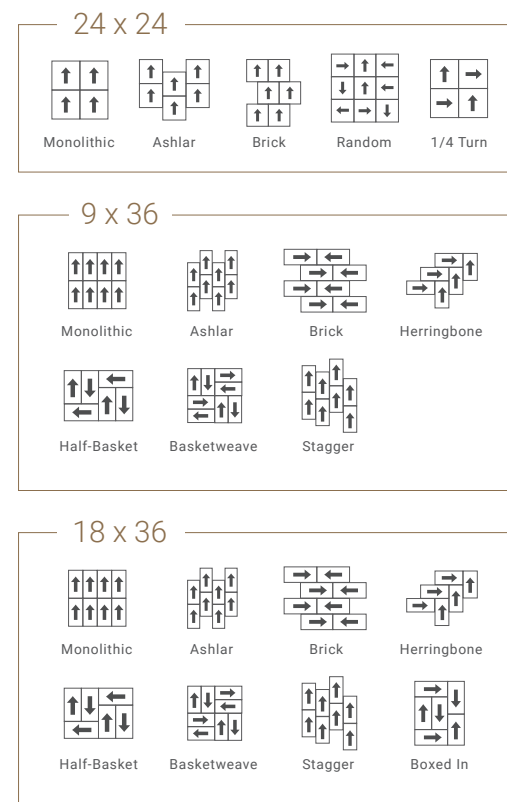 24 x 24
Monolithic Ashlar Brick Random 1/4 Turn
9 x 36
Monolithic Ashlar Brick Herringbone
Half-Basket Basketweave Stagger
18 x 36
Monolithic Ashlar Brick Herringbone
Half-Basket Basketweave Stagger Boxed In